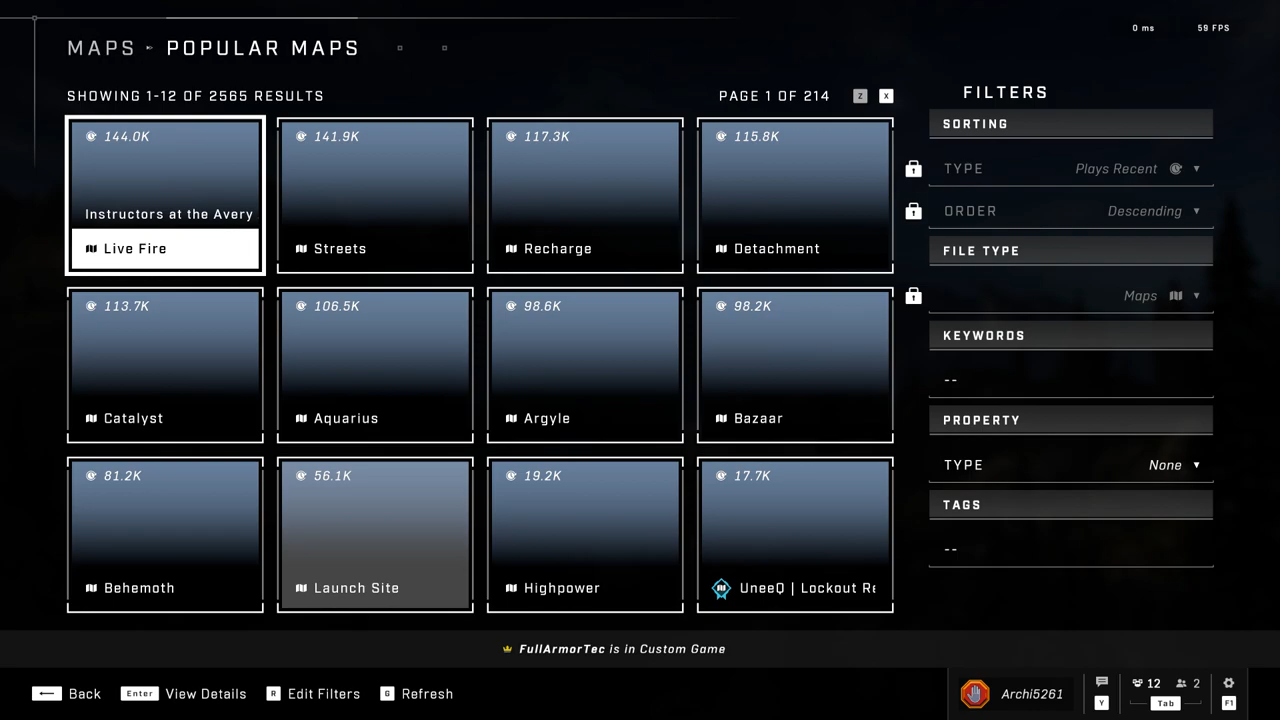 0 ms 59 FPS
MAPS POPULAR MAPS
SHOWING 1-12 OF 2565 RESULTS
PAGE 1 OF 214 Z X
144.0K
Instructors at the Avery
Live Fire
141.9K
Streets
117.3K
Recharge
115.8K
Detachment
113.7K
Catalyst
106.5K
Aquarius
98.6K
Argyle
98.2K
Bazaar
81.2K
Behemoth
56.1K
Launch Site
19.2K
Highpower
17.7K
UneeQ | Lockout Re
FILTERS
SORTING
TYPE Plays Recent
ORDER Descending
FILE TYPE
Maps
KEYWORDS
--
PROPERTY
TYPE None
TAGS
--
FullArmorTec is in Custom Game
Back Enter View Details R Edit Filters G Refresh
Archi5261
Y
12 2
Tab
F1